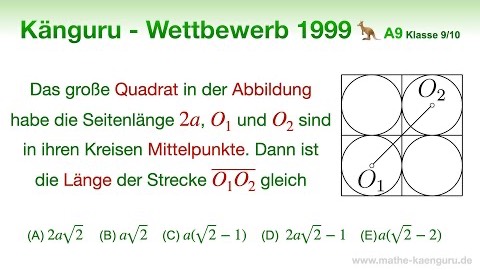 Känguru - Wettbewerb 1999 A9 Klasse 9/10
Das große Quadrat in der Abbildung
habe die Seitenlänge 2a, O₁ und O₂ sind
in ihren Kreisen Mittelpunkte. Dann ist
die Länge der Strecke O̅₁O̅₂ gleich
O₂
O₁
(A) 2a√2 (B) a√2 (C) a(√2 − 1) (D) 2a√2 − 1 (E) a(√2 − 2)
www.mathe-kaenguru.de